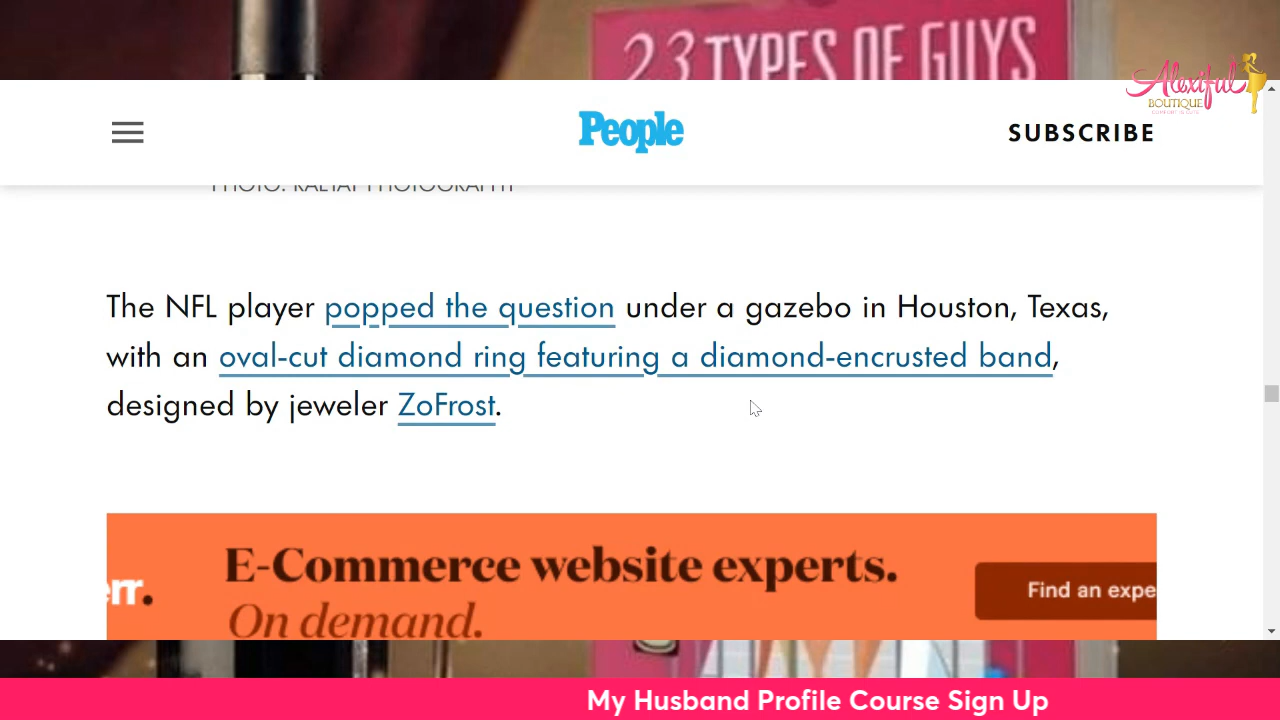 23 TYPES OF GUYS
Alexiful
BOUTIQUE
People
SUBSCRIBE
The NFL player popped the question under a gazebo in Houston, Texas,
with an oval-cut diamond ring featuring a diamond-encrusted band,
designed by jeweler ZoFrost.
E-Commerce website experts.
On demand.
Find an expe
rr.
My Husband Profile Course Sign Up